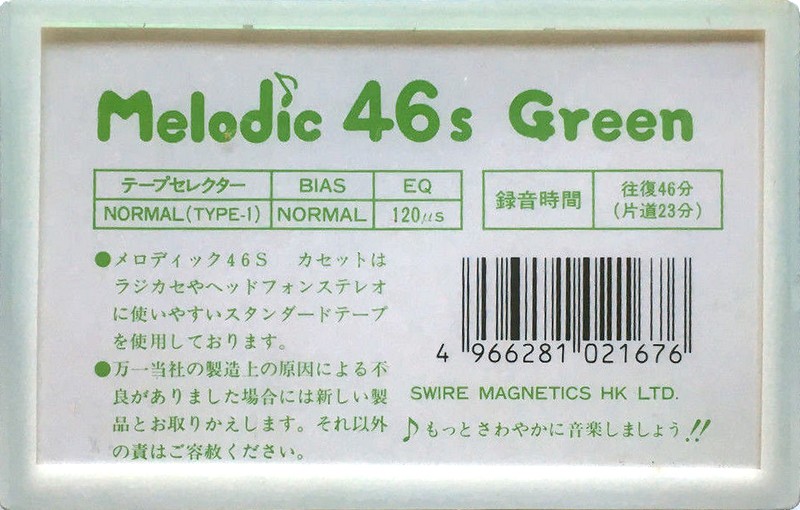 Melodic 46s Green
テープセレクター BIAS EQ
NORMAL(TYPE-1) NORMAL 120μs
録音時間 往復46分
(片道23分)
●メロディック46S カセットは
ラジカセやヘッドフォンステレオ
に使いやすいスタンダードテープ
を使用しております。
●万一当社の製造上の原因による不
良がありました場合には新しい製
品とお取りかえします。それ以外
の責はご容赦ください。
4 966281 021676
SWIRE MAGNETICS HK LTD.
♪もっとさわやかに音楽しましょう!!